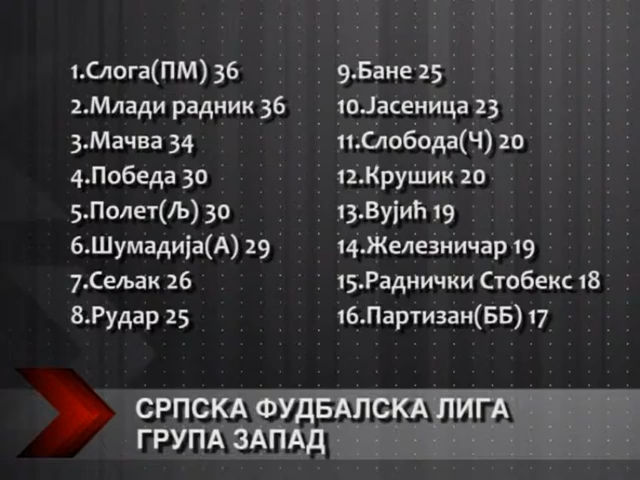 1.Слога(ПМ) 36
2.Млади радник 36
3.Мачва 34
4.Победа 30
5.Полет(Љ) 30
6.Шумадија(А) 29
7.Сељак 26
8.Рудар 25
9.Бане 25
10.Јасеница 23
11.Слобода(Ч) 20
12.Крушик 20
13.Вујић 19
14.Железничар 19
15.Раднички Стобекс 18
16.Партизан(ББ) 17
СРПСКА ФУДБАЛСКА ЛИГА
ГРУПА ЗАПАД